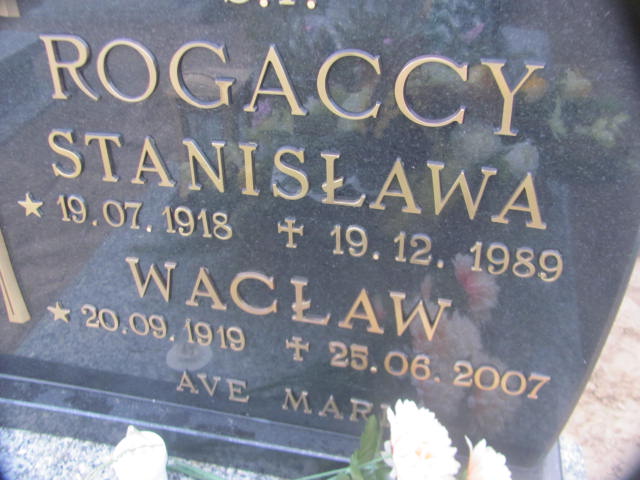 Ś.P.
ROGACCY
STANISŁAWA
★ 19.07.1918 ✝ 19.12.1989
WACŁAW
★ 20.09.1919 ✝ 25.06.2007
AVE